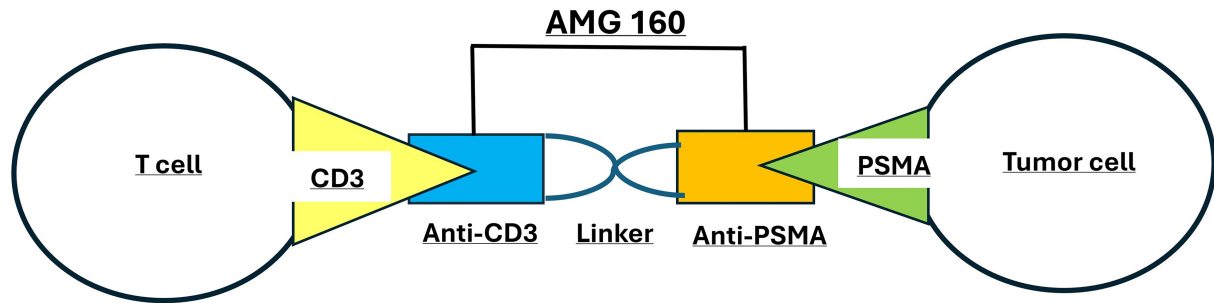 AMG 160
T cell
CD3
Anti-CD3
Linker
Anti-PSMA
PSMA
Tumor cell